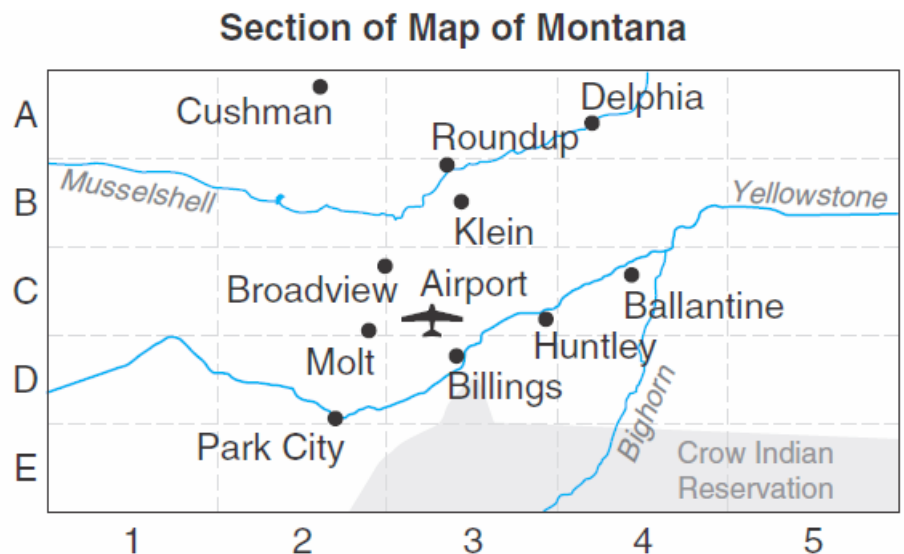 Section of Map of Montana
A
Cushman
Delphia
Roundup
B
Musselshell
Yellowstone
Klein
C
Broadview
Airport
Ballantine
Molt
Huntley
D
Billings
Park City
Bighorn
E
Crow Indian
Reservation
1 2 3 4 5